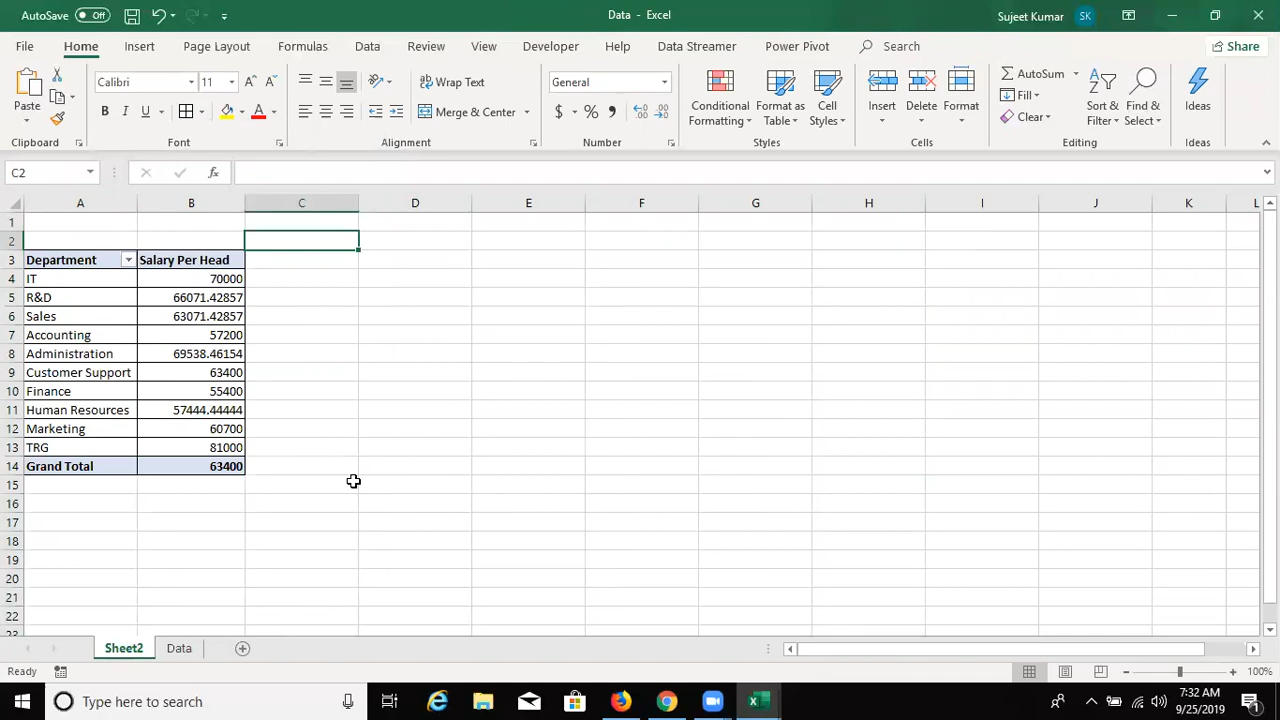 AutoSave Off
Data - Excel
Sujeet Kumar SK
File Home Insert Page Layout Formulas Data Review View Developer Help Data Streamer Power Pivot Search Share
Paste
Calibri 11
B I U A
Wrap Text
Merge & Center
General
$ % ,
Conditional Formatting
Format as Table
Cell Styles
Insert Delete Format
AutoSum
Fill
Clear
Sort & Filter
Find & Select
Ideas
Clipboard Font Alignment Number Styles Cells Editing Ideas
C2 fx
A B C D E F G H I J K L
1
2
3 Department Salary Per Head
4 IT 70000
5 R&D 66071.42857
6 Sales 63071.42857
7 Accounting 57200
8 Administration 69538.46154
9 Customer Support 63400
10 Finance 55400
11 Human Resources 57444.44444
12 Marketing 60700
13 TRG 81000
14 Grand Total 63400
15
16
17
18
19
20
21
22
23
Sheet2 Data
Ready 100%
Type here to search
7:32 AM
9/25/2019
1